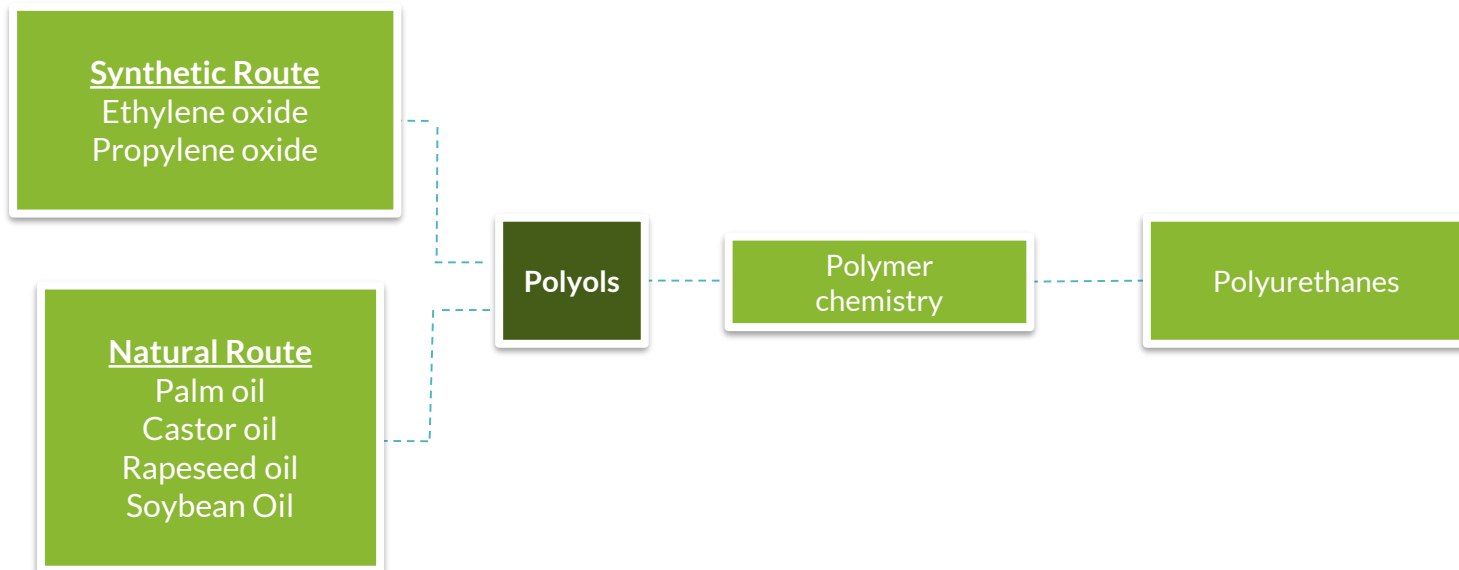 Synthetic Route
Ethylene oxide
Propylene oxide
Natural Route
Palm oil
Castor oil
Rapeseed oil
Soybean Oil
Polyols
Polymer
chemistry
Polyurethanes